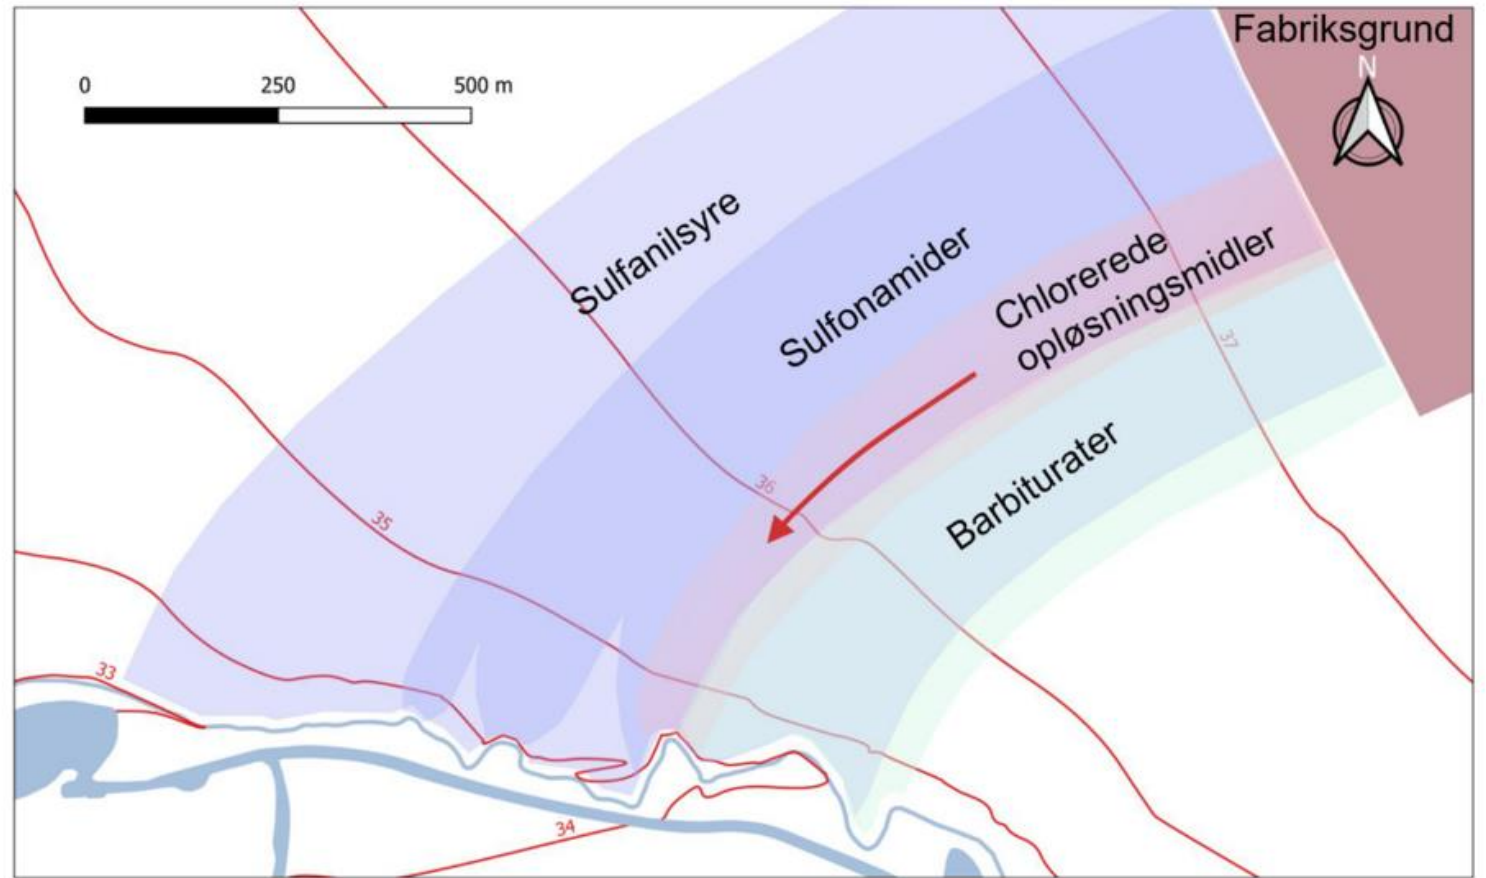 Fabriksgrund
N
0 250 500 m
Sulfanilsyre
Sulfonamider
Chlorerede
opløsningsmidler
37
Barbiturater
36
35
33
34